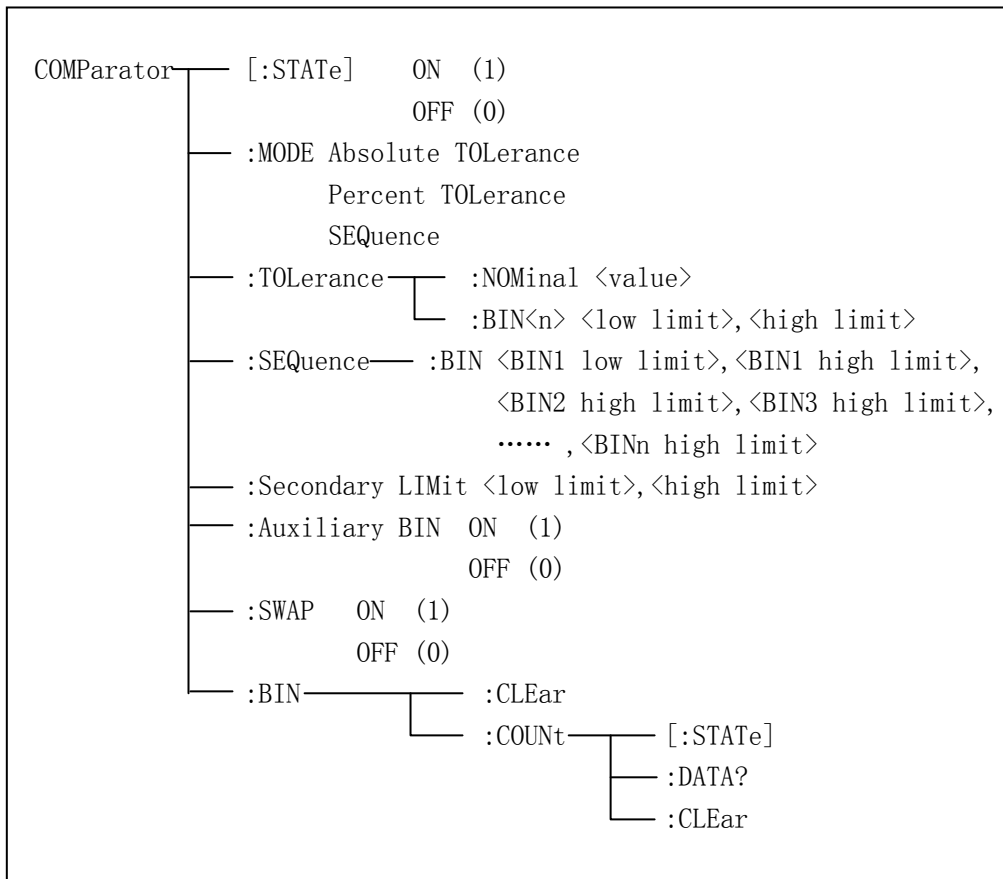 COMParator [:STATe] ON (1)
OFF (0)
:MODE Absolute TOLerance
Percent TOLerance
SEQuence
:TOLerance :NOMinal <value>
:BIN<n> <low limit>,<high limit>
:SEQuence :BIN <BIN1 low limit>,<BIN1 high limit>,
<BIN2 high limit>,<BIN3 high limit>,
…… ,<BINn high limit>
:Secondary LIMit <low limit>,<high limit>
:Auxiliary BIN ON (1)
OFF (0)
:SWAP ON (1)
OFF (0)
:BIN :CLEar
:COUNt [:STATe]
:DATA?
:CLEar